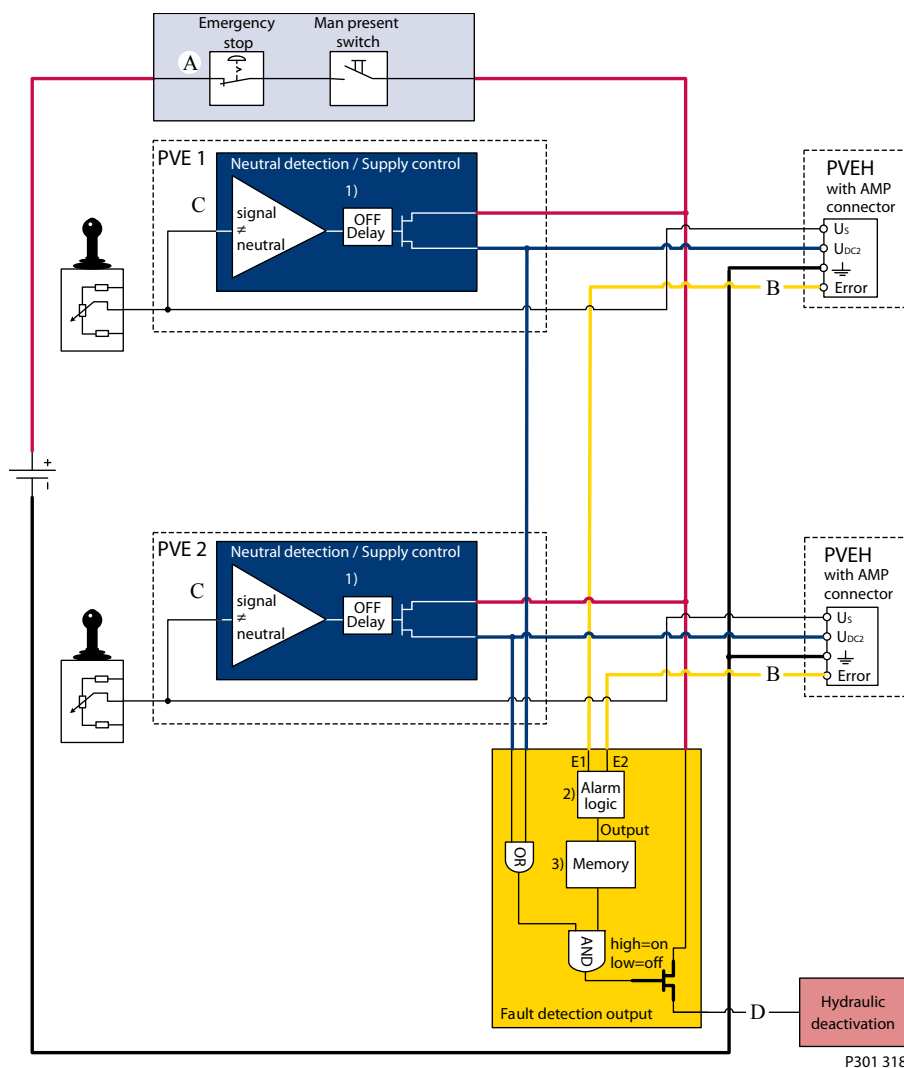 Emergency stop
Man present switch
A
PVE 1
Neutral detection / Supply control
1)
C
signal ≠ neutral
OFF Delay
PVEH
with AMP connector
US
UDC2
Error
B
+
-
PVE 2
Neutral detection / Supply control
1)
C
signal ≠ neutral
OFF Delay
PVEH
with AMP connector
US
UDC2
Error
B
E1
E2
2)
Alarm logic
Output
OR
3)
Memory
AND
high=on
low=off
Fault detection output
D
Hydraulic deactivation
P301 318